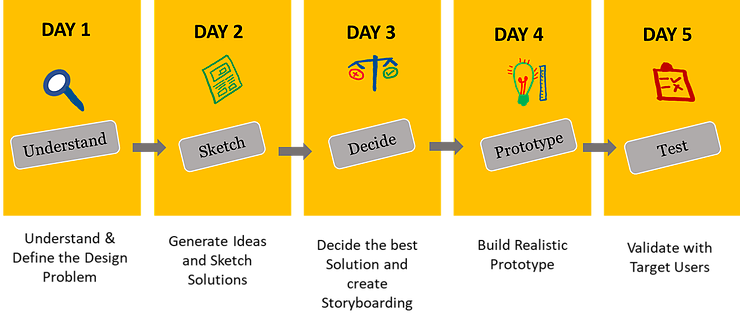 DAY 1
DAY 2
DAY 3
DAY 4
DAY 5
Understand
Sketch
Decide
Prototype
Test
Understand &
Define the Design
Problem
Generate Ideas
and Sketch
Solutions
Decide the best
Solution and
create
Storyboarding
Build Realistic
Prototype
Validate with
Target Users